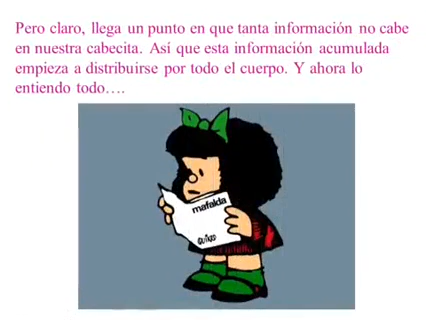 Pero claro, llega un punto en que tanta información no cabe
en nuestra cabecita. Así que esta información acumulada
empieza a distribuirse por todo el cuerpo. Y ahora lo
entiendo todo….
mafalda
QUINO